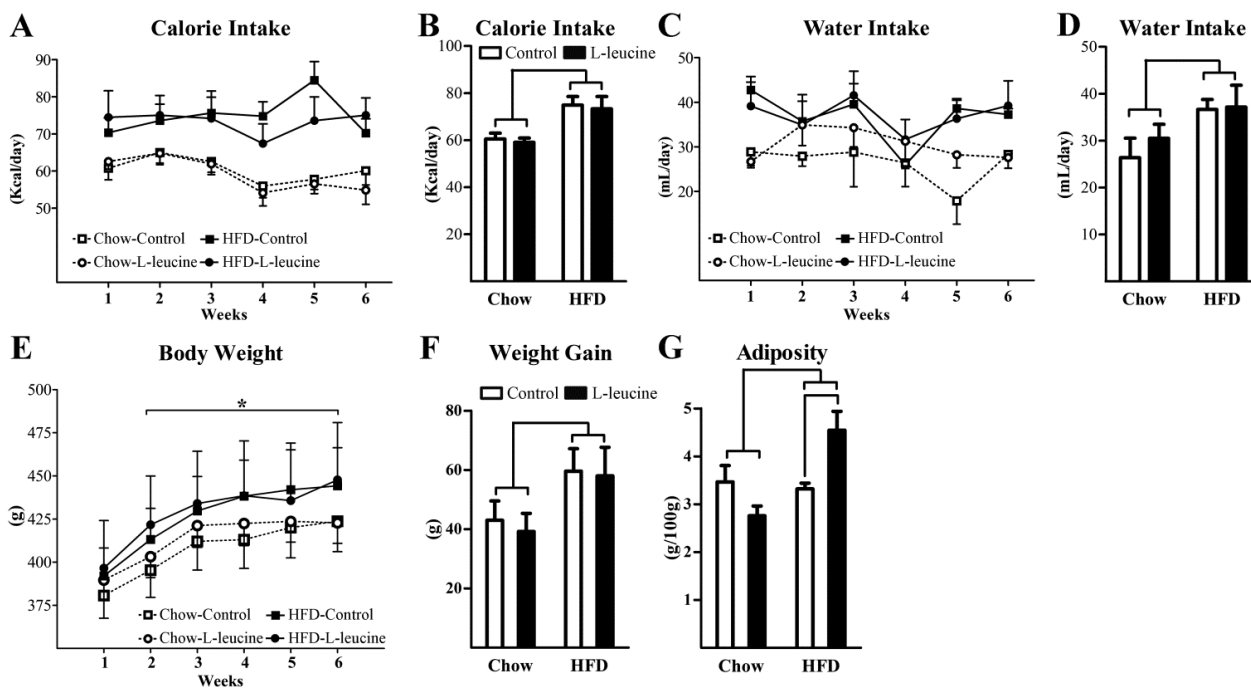 A
Calorie Intake
(Kcal/day)
90
80
70
60
50
Chow-Control
HFD-Control
Chow-L-leucine
HFD-L-leucine
1 2 3 4 5 6
Weeks
B
Calorie Intake
Control
L-leucine
(Kcal/day)
100
80
60
40
20
Chow
HFD
C
Water Intake
(mL/day)
50
40
30
20
Chow-Control
HFD-Control
Chow-L-leucine
HFD-L-leucine
1 2 3 4 5 6
Weeks
D
Water Intake
(mL/day)
50
40
30
20
10
Chow
HFD
E
Body Weight
(g)
500
475
450
425
400
375
*
Chow-Control
HFD-Control
Chow-L-leucine
HFD-L-leucine
1 2 3 4 5 6
Weeks
F
Weight Gain
Control
L-leucine
(g)
80
60
40
20
Chow
HFD
G
Adiposity
(g/100g)
5
4
3
2
1
Chow
HFD